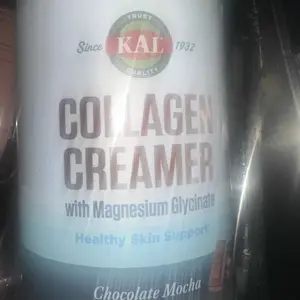 TRUST
Since KAL 1932
QUALITY
COLLAGEN
CREAMER
with Magnesium Glycinate
Healthy Skin Support
Chocolate Mocha